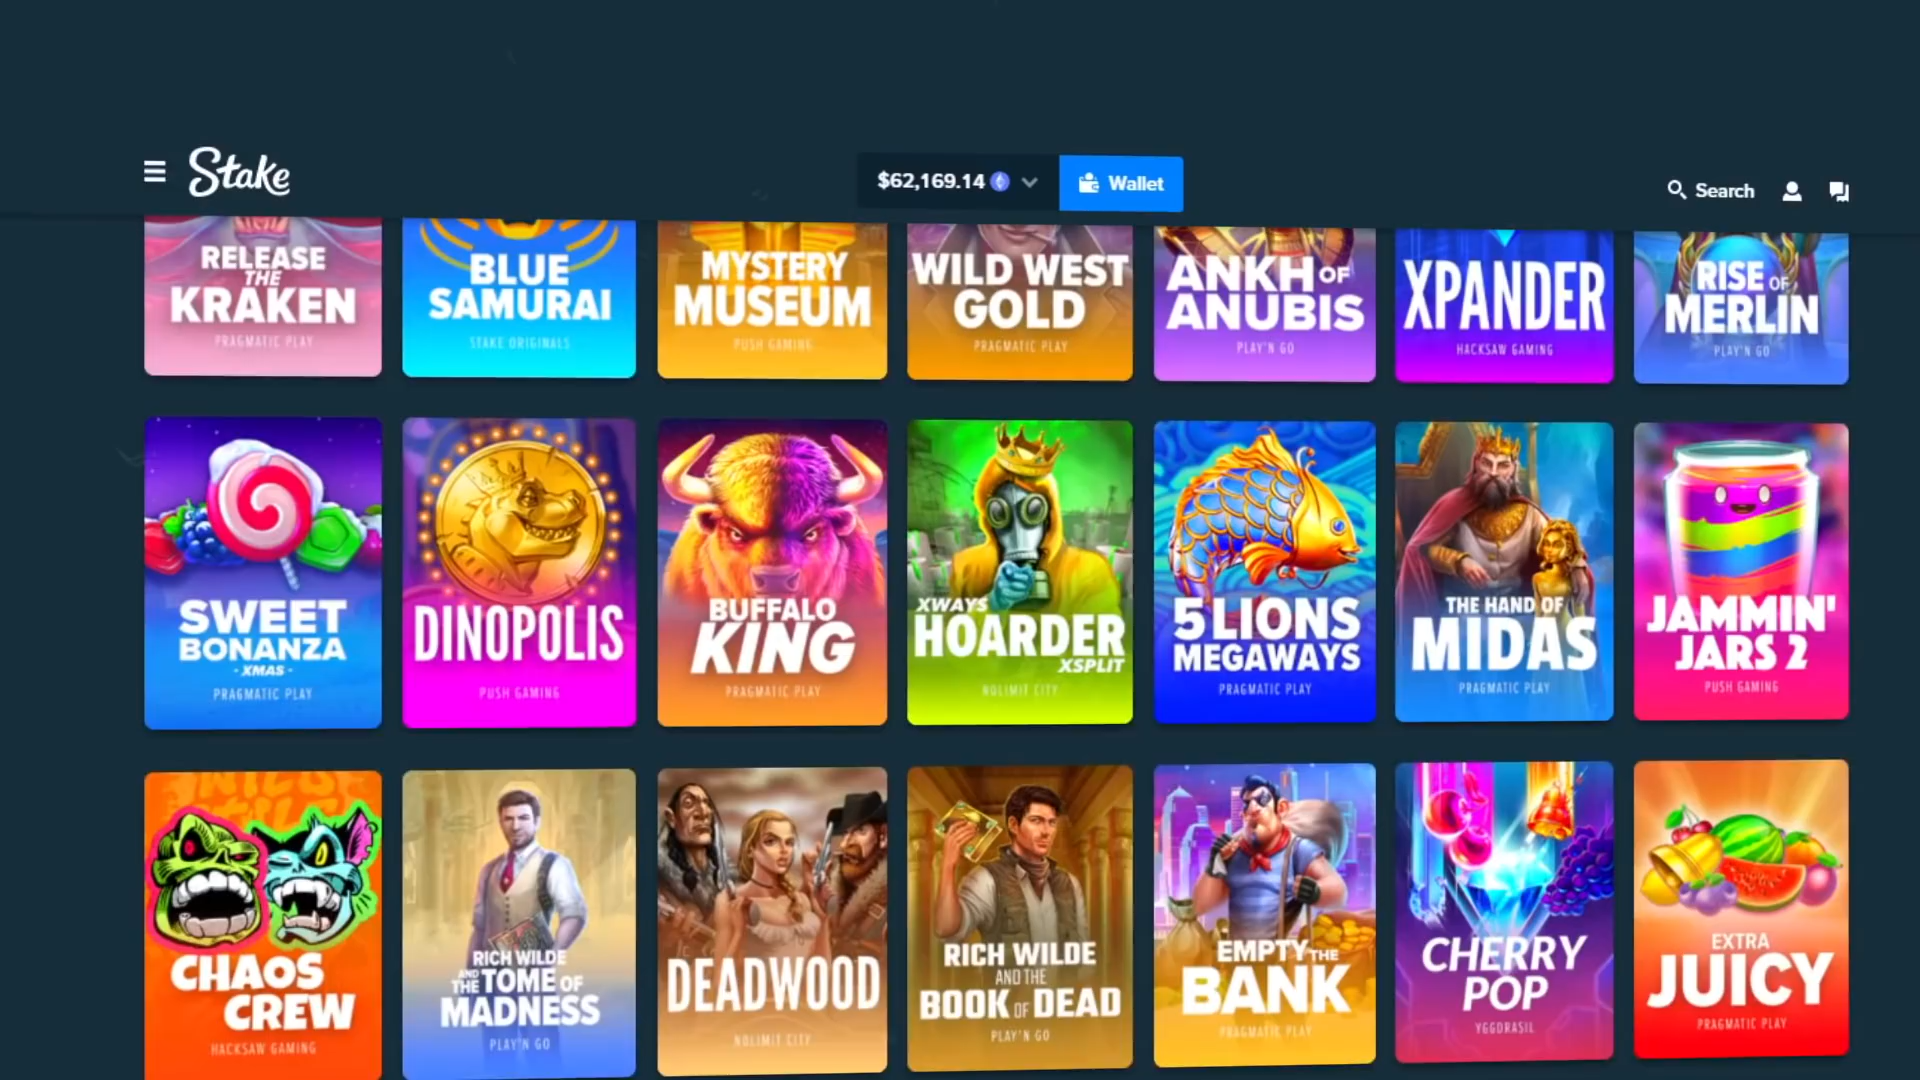 Stake
$62,169.14
Wallet
Search
RELEASE
THE
KRAKEN
PRAGMATIC PLAY
BLUE
SAMURAI
STAKE ORIGINALS
MYSTERY
MUSEUM
PUSH GAMING
WILD WEST
GOLD
PRAGMATIC PLAY
ANKH OF
ANUBIS
PLAY'N GO
XPANDER
HACKSAW GAMING
RISE OF
MERLIN
PLAY'N GO
SWEET
BONANZA
- XMAS -
PRAGMATIC PLAY
DINOPOLIS
PUSH GAMING
BUFFALO
KING
PRAGMATIC PLAY
XWAYS
HOARDER
XSPLIT
NOLIMIT CITY
5 LIONS
MEGAWAYS
PRAGMATIC PLAY
THE HAND OF
MIDAS
PRAGMATIC PLAY
JAMMIN'
JARS 2
PUSH GAMING
CHAOS
CREW
HACKSAW GAMING
RICH WILDE
AND THE TOME OF
MADNESS
PLAY'N GO
DEADWOOD
NOLIMIT CITY
RICH WILDE
AND THE
BOOK OF DEAD
PLAY'N GO
EMPTY THE
BANK
PRAGMATIC PLAY
CHERRY
POP
YGGDRASIL
EXTRA
JUICY
PRAGMATIC PLAY